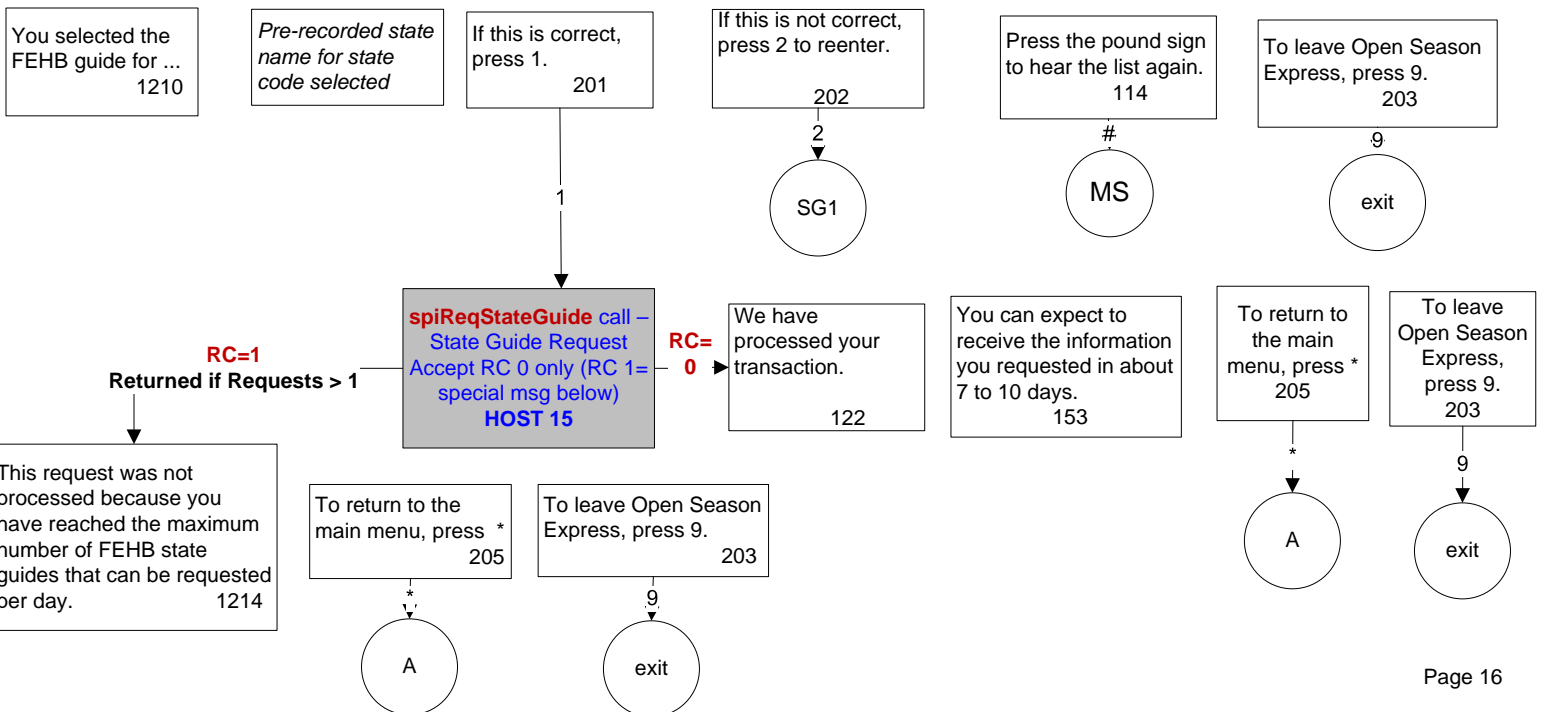 You selected the
FEHB guide for ...
1210
Pre-recorded state
name for state
code selected
If this is correct,
press 1.
201
If this is not correct,
press 2 to reenter.
202
Press the pound sign
to hear the list again.
114
To leave Open Season
Express, press 9.
203
1
2
SG1
#
MS
9
exit
spiReqStateGuide call –
State Guide Request
Accept RC 0 only (RC 1=
special msg below)
HOST 15
RC=1
Returned if Requests > 1
RC=
0
We have
processed your
transaction.
122
You can expect to
receive the information
you requested in about
7 to 10 days.
153
To return to
the main
menu, press *
205
*
A
To leave
Open Season
Express,
press 9.
203
9
exit
This request was not
processed because you
have reached the maximum
number of FEHB state
guides that can be requested
per day. 1214
To return to the
main menu, press *
205
*
A
To leave Open Season
Express, press 9.
203
9
exit
Page 16